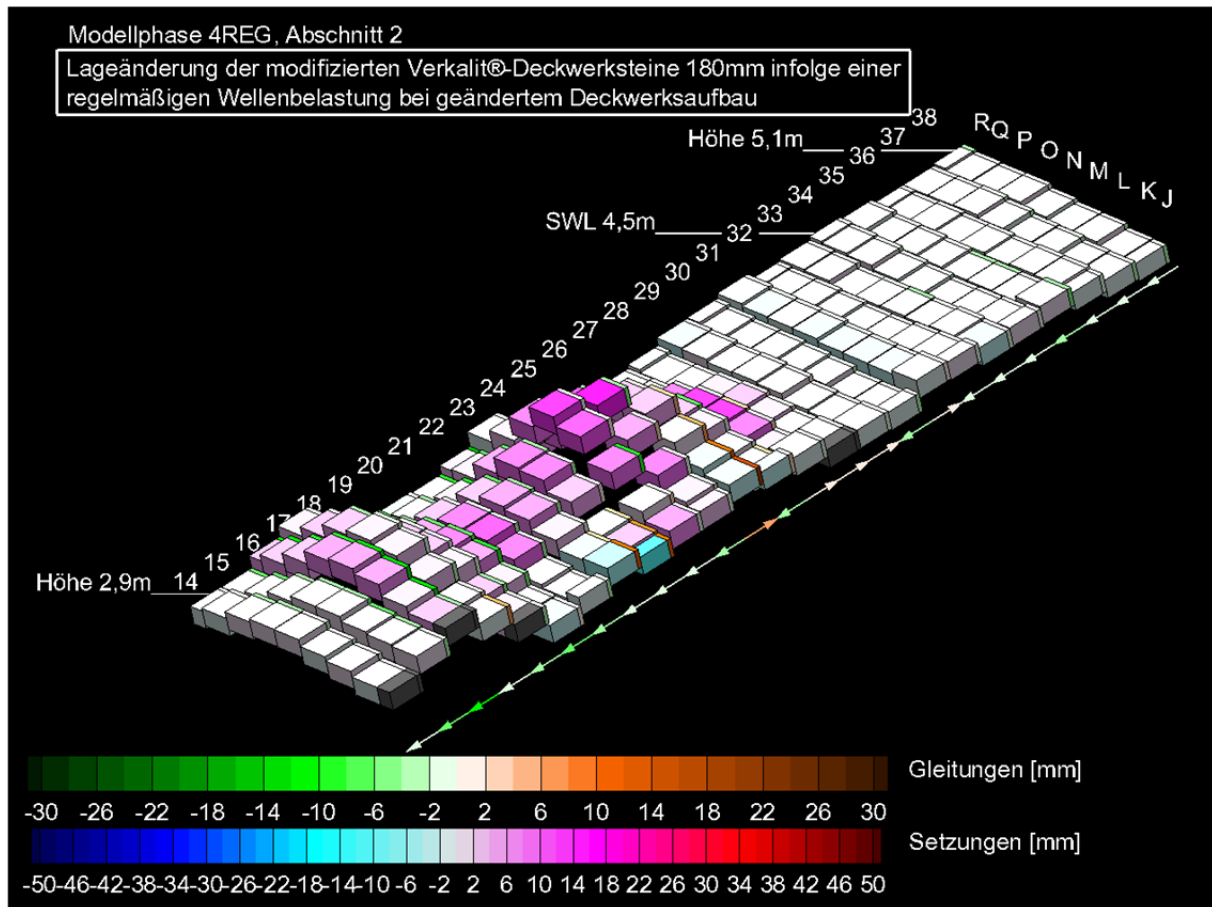 Modellphase 4REG, Abschnitt 2
Lageänderung der modifizierten Verkalit®-Deckwerksteine 180mm infolge einer
regelmäßigen Wellenbelastung bei geändertem Deckwerksaufbau
R Q P O N M L K J
38
Höhe 5,1m 37
36
35
34
33
SWL 4,5m 32
31
30
29
28
27
26
25
24
23
22
21
20
19
18
17
16
15
Höhe 2,9m 14
Gleitungen [mm]
-30 -26 -22 -18 -14 -10 -6 -2 2 6 10 14 18 22 26 30
Setzungen [mm]
-50 -46 -42 -38 -34 -30 -26 -22 -18 -14 -10 -6 -2 2 6 10 14 18 22 26 30 34 38 42 46 50